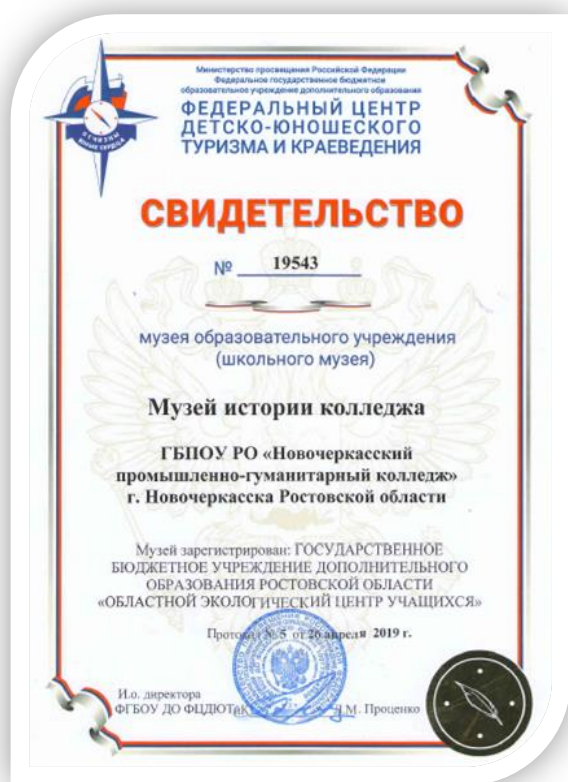 Министерство просвещения Российской Федерации
Федеральное государственное бюджетное
образовательное учреждение дополнительного образования
ФЕДЕРАЛЬНЫЙ ЦЕНТР
ДЕТСКО-ЮНОШЕСКОГО
ТУРИЗМА И КРАЕВЕДЕНИЯ
ОТЧИЗНЫ
ЮНЫЕ СЕРДЦА
СВИДЕТЕЛЬСТВО
№ 19543
музея образовательного учреждения
(школьного музея)
Музей истории колледжа
ГБПОУ РО «Новочеркасский
промышленно-гуманитарный колледж»
г. Новочеркасска Ростовской области
Музей зарегистрирован: ГОСУДАРСТВЕННОЕ
БЮДЖЕТНОЕ УЧРЕЖДЕНИЕ ДОПОЛНИТЕЛЬНОГО
ОБРАЗОВАНИЯ РОСТОВСКОЙ ОБЛАСТИ
«ОБЛАСТНОЙ ЭКОЛОГИЧЕСКИЙ ЦЕНТР УЧАЩИХСЯ»
Протокол № 5 от 26 апреля 2019 г.
И.о. директора
ФГБОУ ДО ФЦДЮТиК Д.М. Проценко